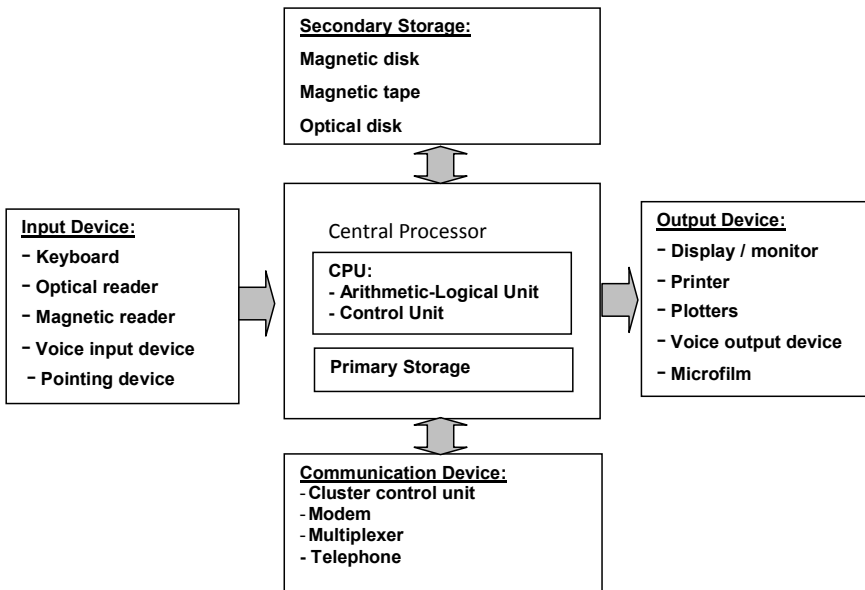 Secondary Storage:
Magnetic disk
Magnetic tape
Optical disk
Input Device:
- Keyboard
- Optical reader
- Magnetic reader
- Voice input device
- Pointing device
Central Processor
CPU:
- Arithmetic-Logical Unit
- Control Unit
Primary Storage
Output Device:
- Display / monitor
- Printer
- Plotters
- Voice output device
- Microfilm
Communication Device:
- Cluster control unit
- Modem
- Multiplexer
- Telephone